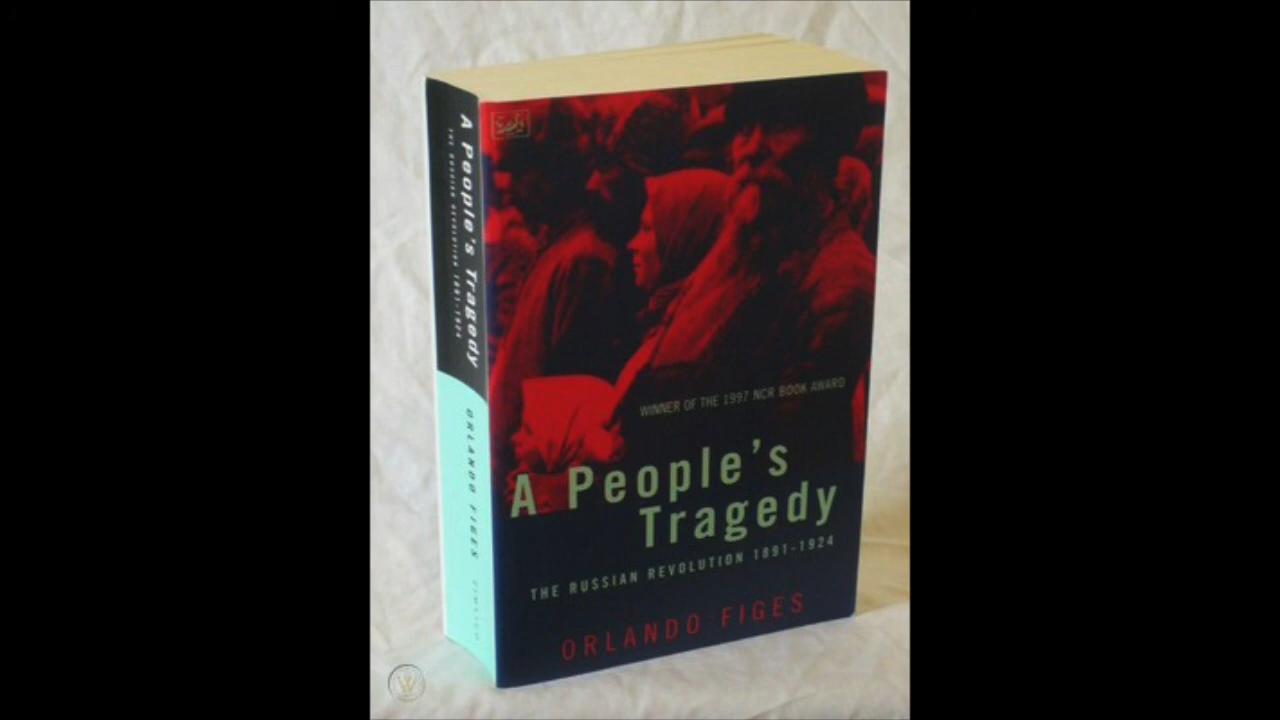 A People's Tragedy
THE RUSSIAN REVOLUTION 1891-1924
ORLANDO FIGES
PIMLICO
WINNER OF THE 1997 NCR BOOK AWARD
A People's
Tragedy
THE RUSSIAN REVOLUTION 1891-1924
ORLANDO FIGES